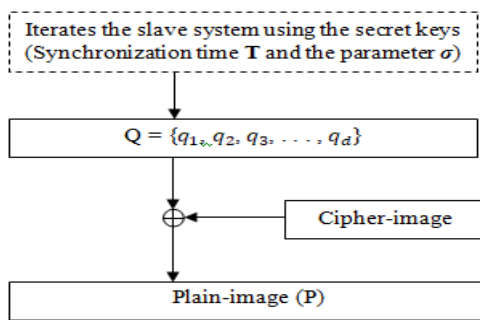 Iterates the slave system using the secret keys
(Synchronization time T and the parameter σ)
Q = {q₁, q₂, q₃, . . . , q_d}
Cipher-image
Plain-image (P)